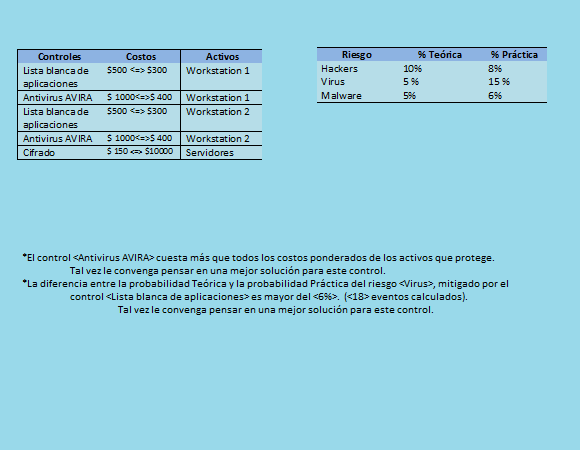 Controles Costos Activos
Lista blanca de $500 <=> $300 Workstation 1
aplicaciones
Antivirus AVIRA $ 1000<=>$ 400 Workstation 1
Lista blanca de $500 <=> $300 Workstation 2
aplicaciones
Antivirus AVIRA $ 1000<=>$ 400 Workstation 2
Cifrado $ 150 <=> $10000 Servidores
Riesgo % Teórica % Práctica
Hackers 10% 8%
Virus 5 % 15 %
Malware 5% 6%
*El control <Antivirus AVIRA> cuesta más que todos los costos ponderados de los activos que protege.
Tal vez le convenga pensar en una mejor solución para este control.
*La diferencia entre la probabilidad Teórica y la probabilidad Práctica del riesgo <Virus>, mitigado por el
control <Lista blanca de aplicaciones> es mayor del <6%>. (<18> eventos calculados).
Tal vez le convenga pensar en una mejor solución para este control.